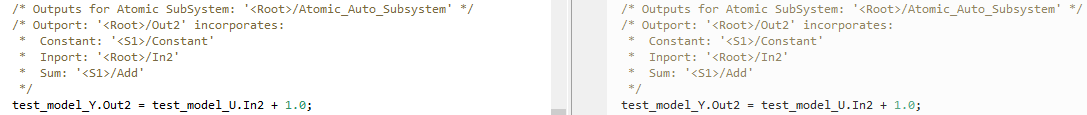 /* Outputs for Atomic SubSystem: '<Root>/Atomic_Auto_Subsystem' */
/* Outport: '<Root>/Out2' incorporates:
 *  Constant: '<S1>/Constant'
 *  Inport: '<Root>/In2'
 *  Sum: '<S1>/Add'
 */
test_model_Y.Out2 = test_model_U.In2 + 1.0;
/* Outputs for Atomic SubSystem: '<Root>/Atomic_Auto_Subsystem' */
/* Outport: '<Root>/Out2' incorporates:
 *  Constant: '<S1>/Constant'
 *  Inport: '<Root>/In2'
 *  Sum: '<S1>/Add'
 */
test_model_Y.Out2 = test_model_U.In2 + 1.0;